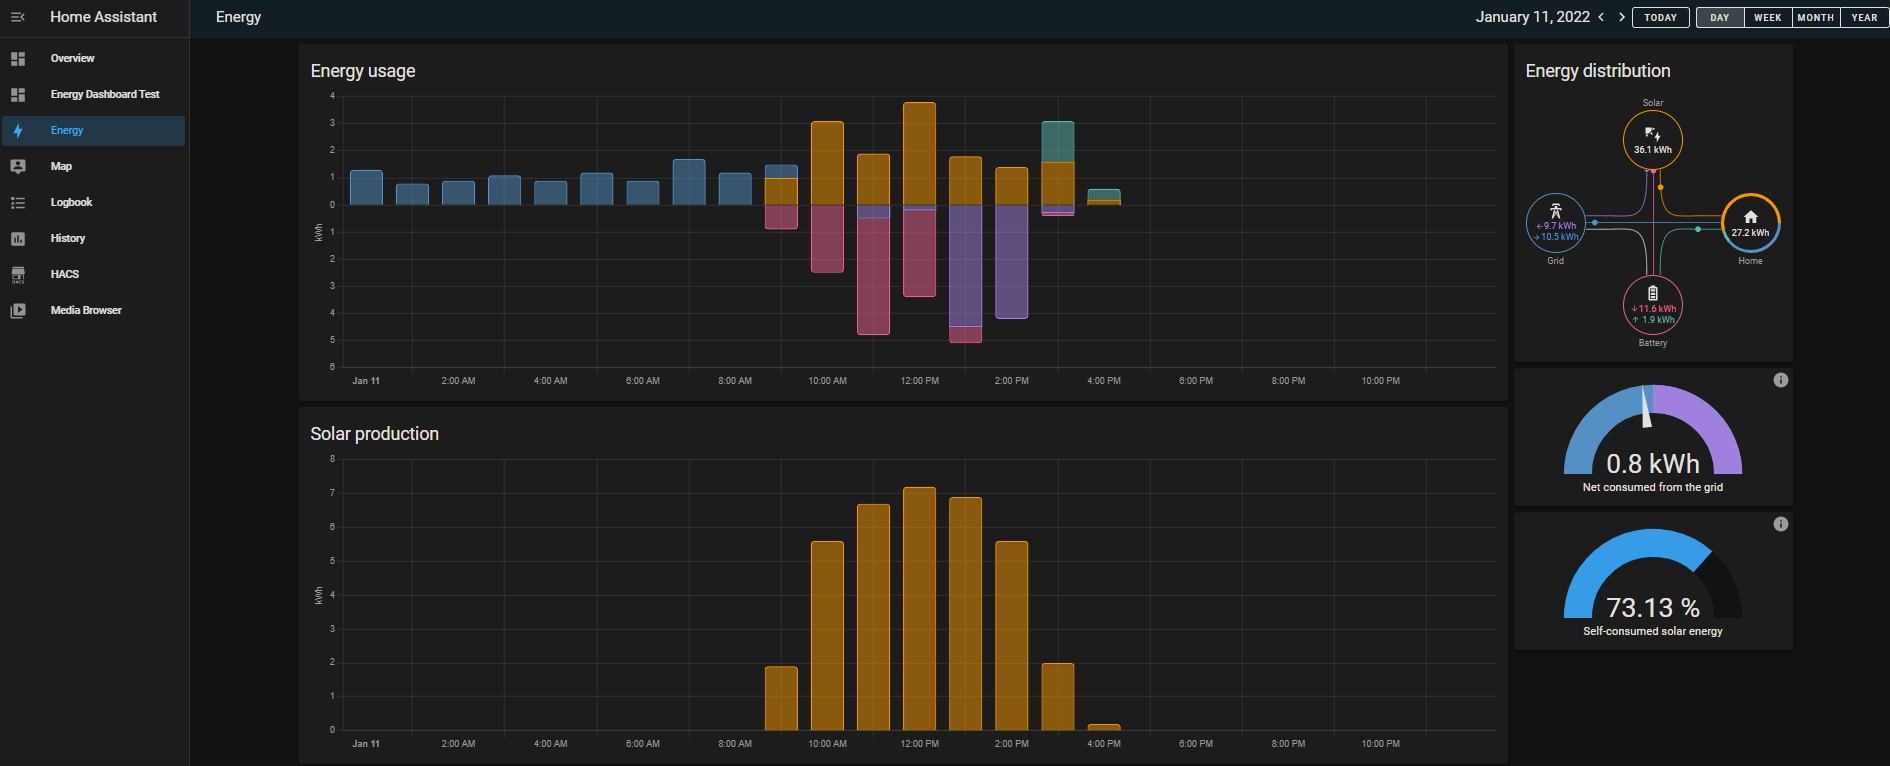 Home Assistant
Energy
January 11, 2022
TODAY
DAY WEEK MONTH YEAR
Overview
Energy Dashboard Test
Energy
Map
Logbook
History
HACS
HACS
Media Browser
Energy usage
4
3
2
1
0
1
2
3
4
5
6
kWh
Jan 11 2:00 AM 4:00 AM 6:00 AM 8:00 AM 10:00 AM 12:00 PM 2:00 PM 4:00 PM 6:00 PM 8:00 PM 10:00 PM
Solar production
8
7
6
5
4
3
2
1
0
kWh
Jan 11 2:00 AM 4:00 AM 6:00 AM 8:00 AM 10:00 AM 12:00 PM 2:00 PM 4:00 PM 6:00 PM 8:00 PM 10:00 PM
Energy distribution
Solar
36.1 kWh
←9.7 kWh
→10.5 kWh
Grid
27.2 kWh
Home
↓11.6 kWh
↑ 1.9 kWh
Battery
0.8 kWh
Net consumed from the grid
73.13 %
Self-consumed solar energy